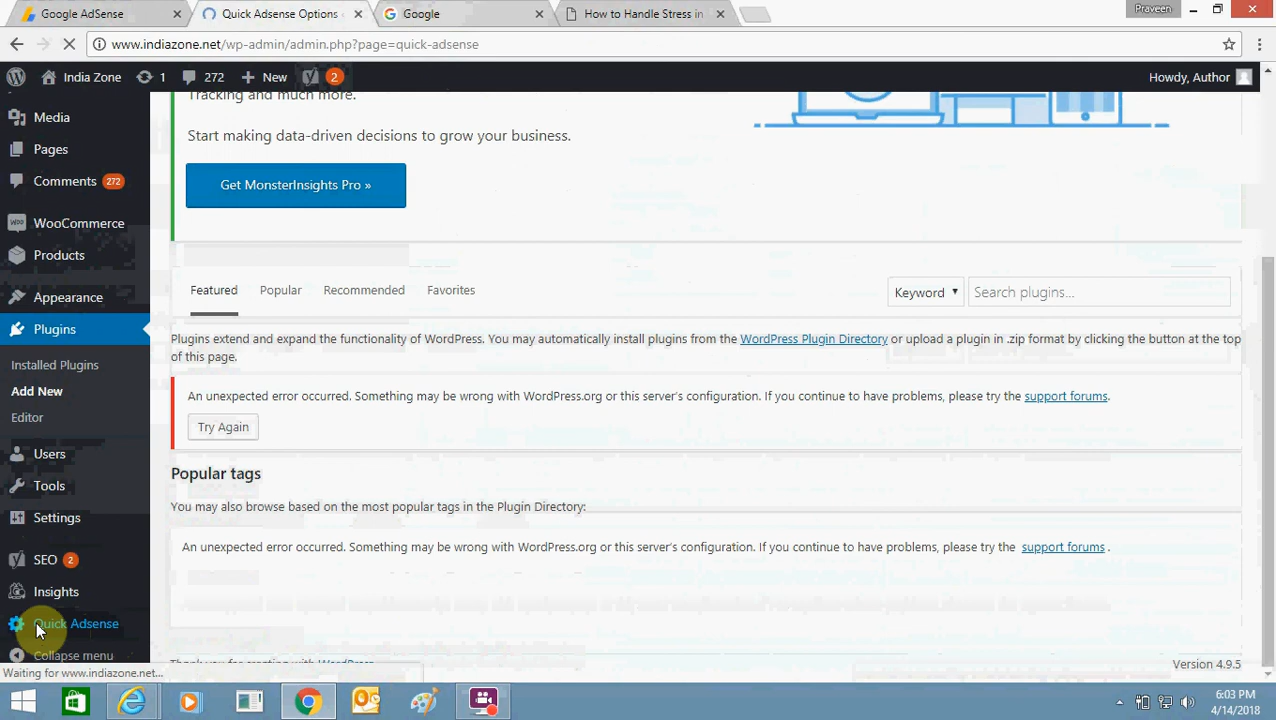 Google AdSense
Quick Adsense Options
Google
How to Handle Stress in
Praveen
www.indiazone.net/wp-admin/admin.php?page=quick-adsense
India Zone
1
272
New
2
Howdy, Author
Tracking and much more.
Start making data-driven decisions to grow your business.
Get MonsterInsights Pro »
Media
Pages
Comments 272
WooCommerce
Products
Appearance
Plugins
Installed Plugins
Add New
Editor
Users
Tools
Settings
SEO 2
Insights
Quick Adsense
Collapse menu
Featured
Popular
Recommended
Favorites
Keyword
Search plugins...
Plugins extend and expand the functionality of WordPress. You may automatically install plugins from the WordPress Plugin Directory or upload a plugin in .zip format by clicking the button at the top
of this page.
An unexpected error occurred. Something may be wrong with WordPress.org or this server's configuration. If you continue to have problems, please try the support forums.
Try Again
Popular tags
You may also browse based on the most popular tags in the Plugin Directory:
An unexpected error occurred. Something may be wrong with WordPress.org or this server's configuration. If you continue to have problems, please try the support forums .
Thank you for creating with WordPress.
Version 4.9.5
Waiting for www.indiazone.net...
6:03 PM
4/14/2018